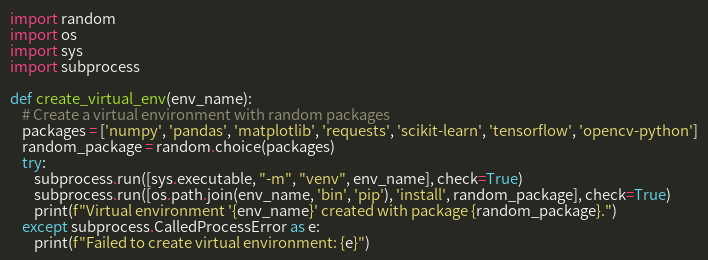 import random
import os
import sys
import subprocess

def create_virtual_env(env_name):
    # Create a virtual environment with random packages
    packages = ['numpy', 'pandas', 'matplotlib', 'requests', 'scikit-learn', 'tensorflow', 'opencv-python']
    random_package = random.choice(packages)
    try:
        subprocess.run([sys.executable, "-m", "venv", env_name], check=True)
        subprocess.run([os.path.join(env_name, 'bin', 'pip'), 'install', random_package], check=True)
        print(f"Virtual environment '{env_name}' created with package {random_package}.")
    except subprocess.CalledProcessError as e:
        print(f"Failed to create virtual environment: {e}")